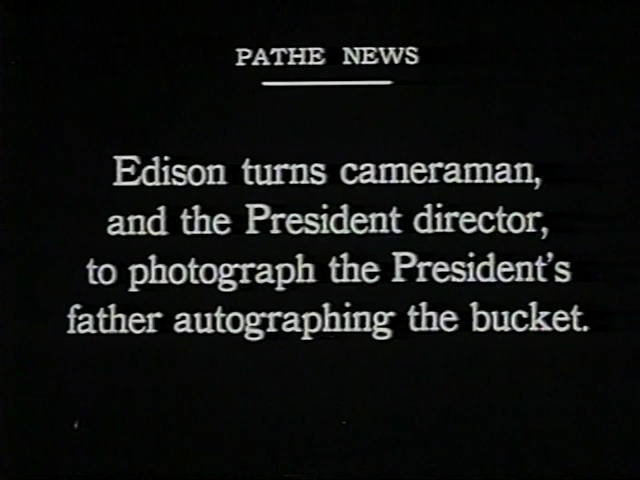 PATHE NEWS
Edison turns cameraman,
and the President director,
to photograph the President's
father autographing the bucket.